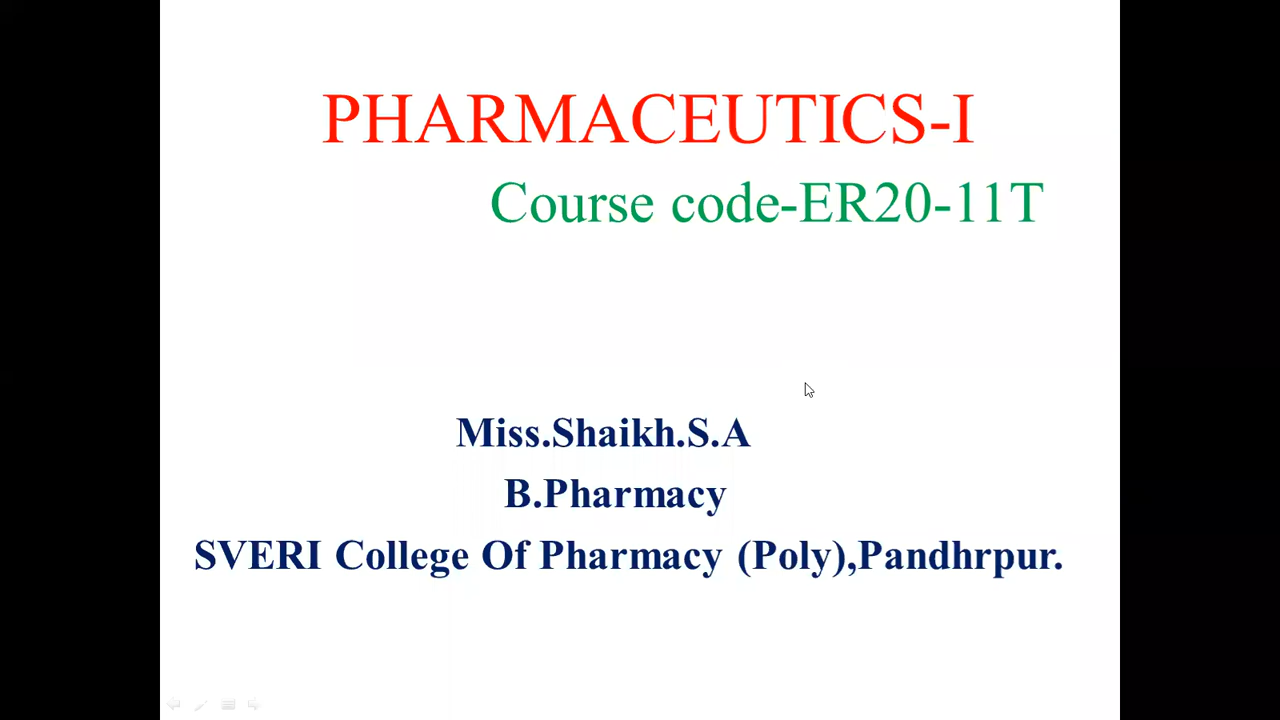 PHARMACEUTICS-I
Course code-ER20-11T
Miss.Shaikh.S.A
B.Pharmacy
SVERI College Of Pharmacy (Poly),Pandhrpur.